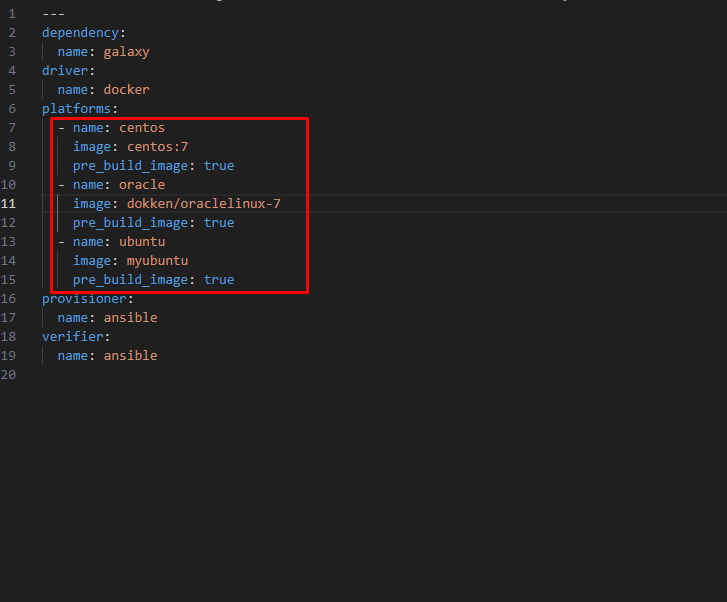 1 ---
2 dependency:
3   name: galaxy
4 driver:
5   name: docker
6 platforms:
7   - name: centos
8     image: centos:7
9     pre_build_image: true
10   - name: oracle
11     image: dokken/oraclelinux-7
12     pre_build_image: true
13   - name: ubuntu
14     image: myubuntu
15     pre_build_image: true
16 provisioner:
17   name: ansible
18 verifier:
19   name: ansible
20